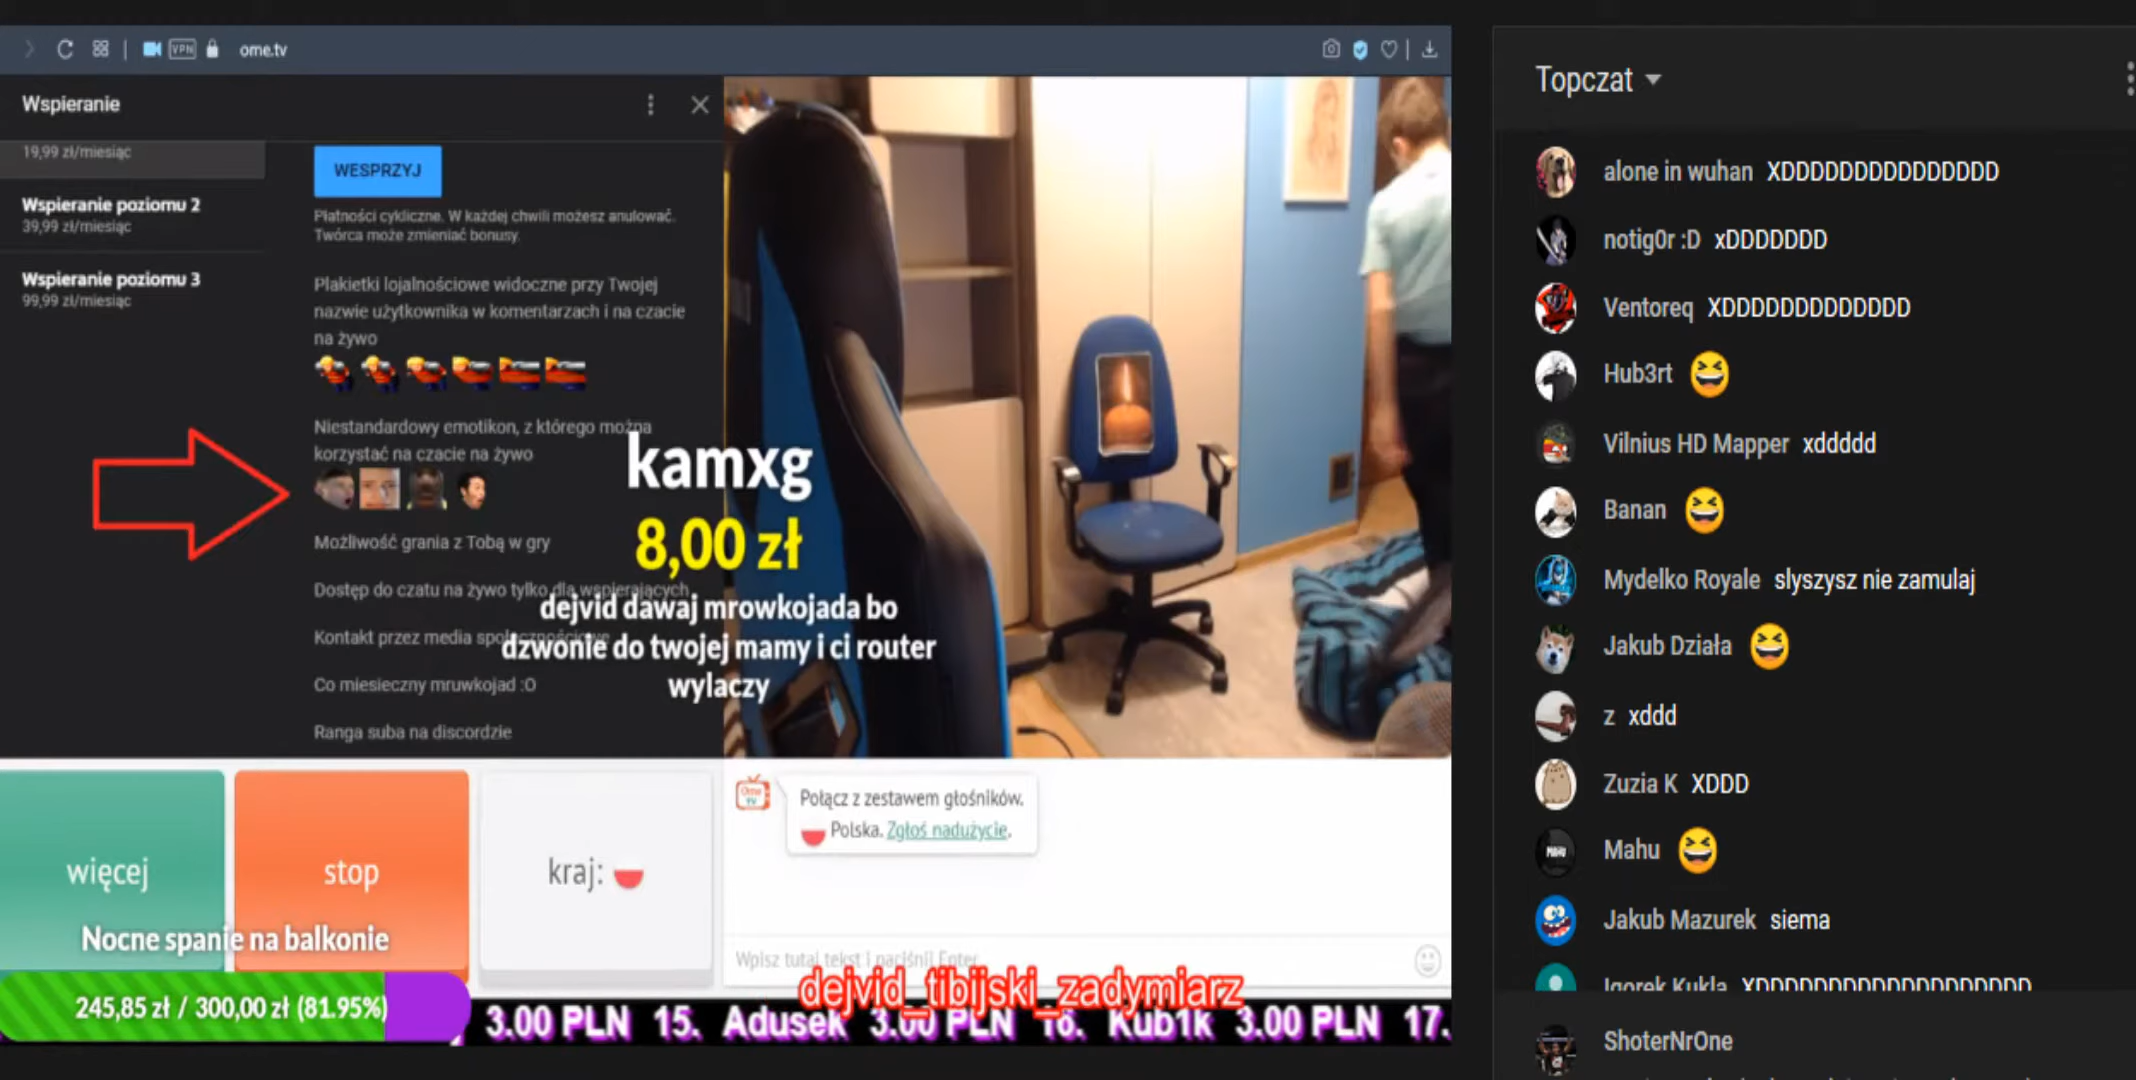 VPN
ome.tv
Wspieranie
19,99 zł/miesiąc
Wspieranie poziomu 2
39,99 zł/miesiąc
Wspieranie poziomu 3
99,99 zł/miesiąc
WESPRZYJ
Płatności cykliczne. W każdej chwili możesz anulować.
Twórca może zmieniać bonusy.
Plakietki lojalnościowe widoczne przy Twojej
nazwie użytkownika w komentarzach i na czacie
na żywo
Niestandardowy emotikon, z którego można
korzystać na czacie na żywo
Możliwość grania z Tobą w gry
Dostęp do czatu na żywo tylko dla wspierających
Kontakt przez media społecznościowe
Co miesieczny mruwkojad :O
Ranga suba na discordzie
kamxg
8,00 zł
dejvid dawaj mrowkojada bo
dzwonie do twojej mamy i ci router
wylaczy
więcej
stop
kraj:
Nocne spanie na balkonie
245,85 zł / 300,00 zł (81.95%)
Ome
TV
Połącz z zestawem głośników.
Polska. Zgłoś nadużycie.
Wpisz tutaj tekst i naciśnij Enter
dejvid_tibijski_zadymiarz
3.00 PLN 15. Adusek 3.00 PLN 16. Kub1k 3.00 PLN 17.
Topczat
alone in wuhan XDDDDDDDDDDDDDDD
notig0r :D xDDDDDDD
Ventoreq XDDDDDDDDDDDDD
Hub3rt
Vilnius HD Mapper xddddd
Banan
Mydelko Royale slyszysz nie zamulaj
Jakub Działa
z xddd
Zuzia K XDDD
Mahu
Jakub Mazurek siema
Igorek Kukla XDDDDDDDDDDDDDDDDDDD
ShoterNrOne